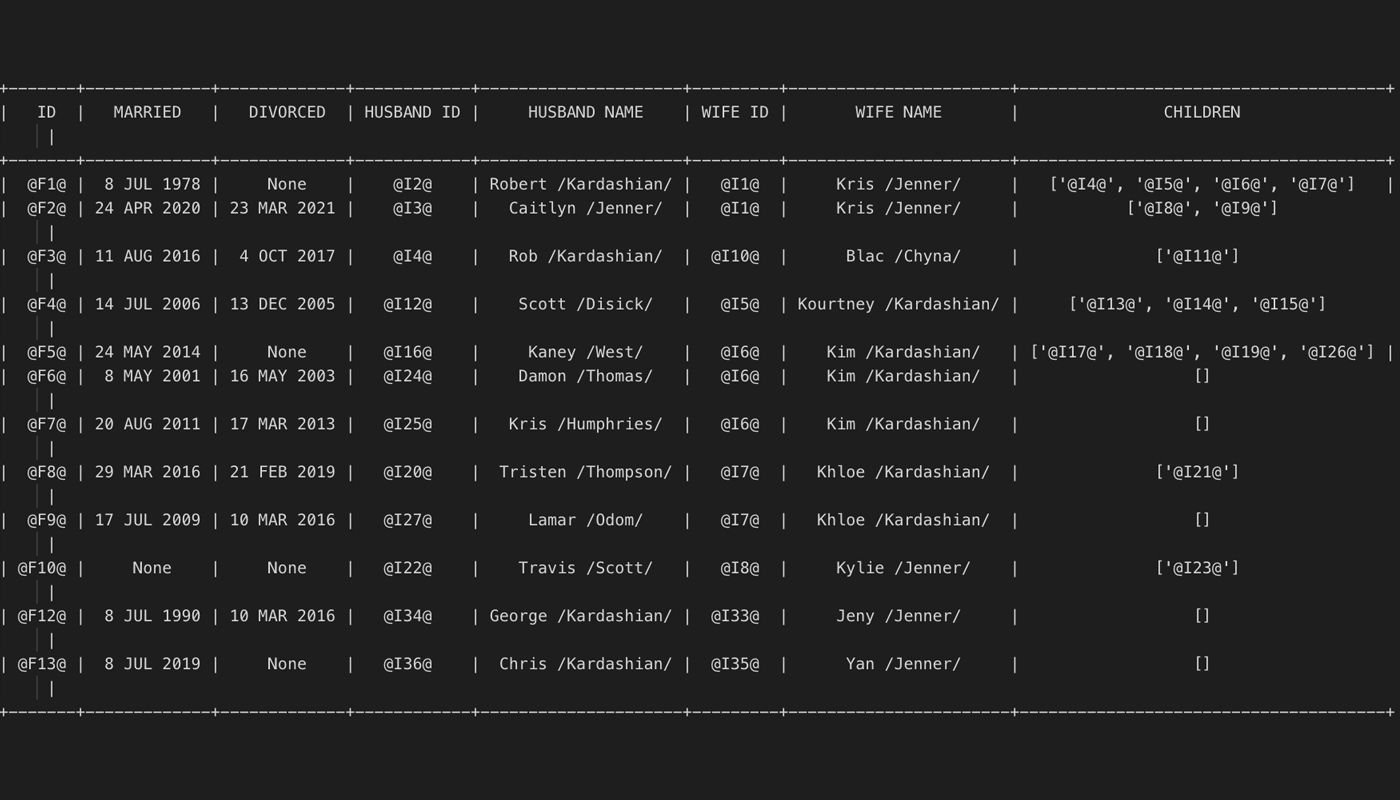 +-------+-------------+-------------+------------+---------------------+---------+-----------------------+--------------------------------------+
| ID | MARRIED | DIVORCED | HUSBAND ID | HUSBAND NAME | WIFE ID | WIFE NAME | CHILDREN
|
+-------+-------------+-------------+------------+---------------------+---------+-----------------------+--------------------------------------+
| @F1@ | 8 JUL 1978 | None | @I2@ | Robert /Kardashian/ | @I1@ | Kris /Jenner/ | ['@I4@', '@I5@', '@I6@', '@I7@'] |
| @F2@ | 24 APR 2020 | 23 MAR 2021 | @I3@ | Caitlyn /Jenner/ | @I1@ | Kris /Jenner/ | ['@I8@', '@I9@']
|
| @F3@ | 11 AUG 2016 | 4 OCT 2017 | @I4@ | Rob /Kardashian/ | @I10@ | Blac /Chyna/ | ['@I11@']
|
| @F4@ | 14 JUL 2006 | 13 DEC 2005 | @I12@ | Scott /Disick/ | @I5@ | Kourtney /Kardashian/ | ['@I13@', '@I14@', '@I15@']
|
| @F5@ | 24 MAY 2014 | None | @I16@ | Kaney /West/ | @I6@ | Kim /Kardashian/ | ['@I17@', '@I18@', '@I19@', '@I26@'] |
| @F6@ | 8 MAY 2001 | 16 MAY 2003 | @I24@ | Damon /Thomas/ | @I6@ | Kim /Kardashian/ | []
|
| @F7@ | 20 AUG 2011 | 17 MAR 2013 | @I25@ | Kris /Humphries/ | @I6@ | Kim /Kardashian/ | []
|
| @F8@ | 29 MAR 2016 | 21 FEB 2019 | @I20@ | Tristen /Thompson/ | @I7@ | Khloe /Kardashian/ | ['@I21@']
|
| @F9@ | 17 JUL 2009 | 10 MAR 2016 | @I27@ | Lamar /Odom/ | @I7@ | Khloe /Kardashian/ | []
|
| @F10@ | None | None | @I22@ | Travis /Scott/ | @I8@ | Kylie /Jenner/ | ['@I23@']
|
| @F12@ | 8 JUL 1990 | 10 MAR 2016 | @I34@ | George /Kardashian/ | @I33@ | Jeny /Jenner/ | []
|
| @F13@ | 8 JUL 2019 | None | @I36@ | Chris /Kardashian/ | @I35@ | Yan /Jenner/ | []
|
+-------+-------------+-------------+------------+---------------------+---------+-----------------------+--------------------------------------+